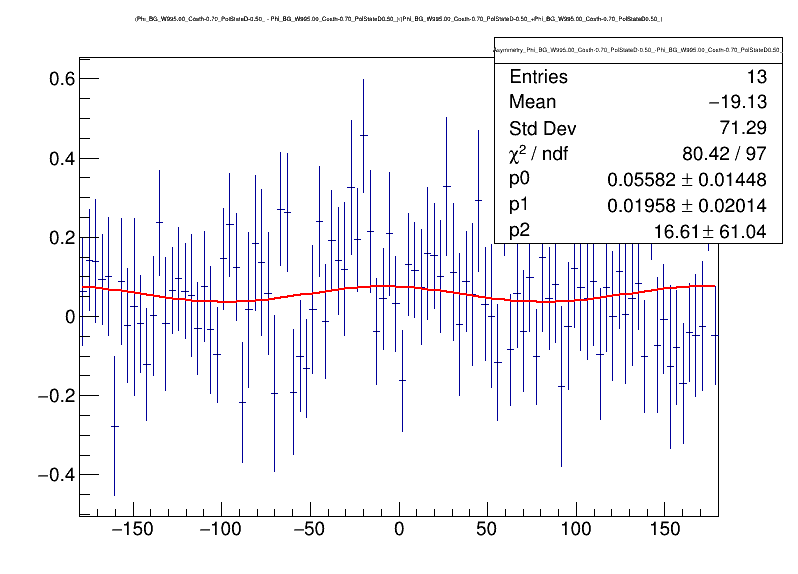 (Phi_BG_W995.00_Costh-0.70_PolStateD-0.50_ - Phi_BG_W995.00_Costh-0.70_PolStateD0.50_)/(Phi_BG_W995.00_Costh-0.70_PolStateD-0.50_+Phi_BG_W995.00_Costh-0.70_PolStateD0.50_)
Asymmetry_Phi_BG_W995.00_Costh-0.70_PolStateD-0.50_-Phi_BG_W995.00_Costh-0.70_PolStateD0.50_
Entries 13
Mean −19.13
Std Dev 71.29
χ² / ndf 80.42 / 97
p0 0.05582 ± 0.01448
p1 0.01958 ± 0.02014
p2 16.61 ± 61.04
0.6
0.4
0.2
0
−0.2
−0.4
−150 −100 −50 0 50 100 150